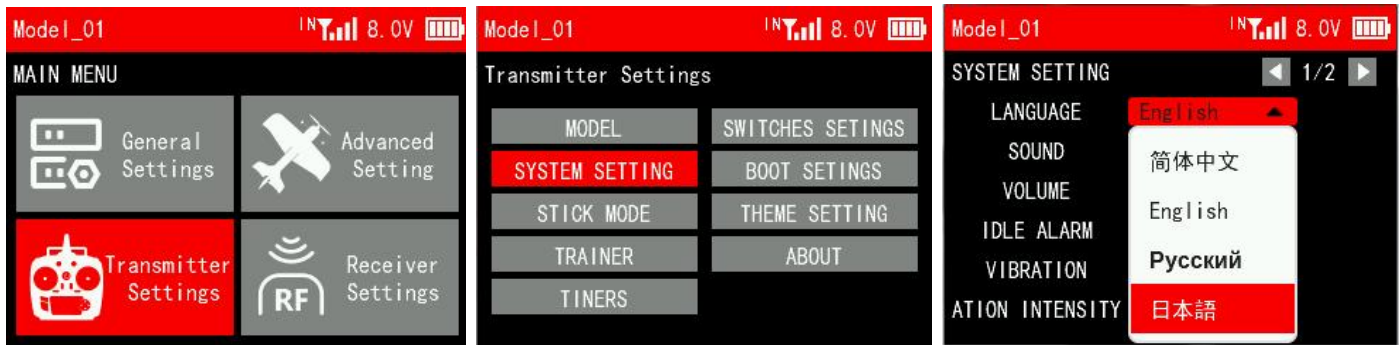 Model_01 IN 8.0V
MAIN MENU
General
Settings
Advanced
Setting
Transmitter
Settings
RF
Receiver
Settings
Model_01 IN 8.0V
Transmitter Settings
MODEL SWITCHES SETINGS
SYSTEM SETTING BOOT SETINGS
STICK MODE THEME SETTING
TRAINER ABOUT
TINERS
Model_01 IN 8.0V
SYSTEM SETTING 1/2
LANGUAGE English
SOUND
VOLUME
IDLE ALARM
VIBRATION
ATION INTENSITY
简体中文
English
Русский
日本語